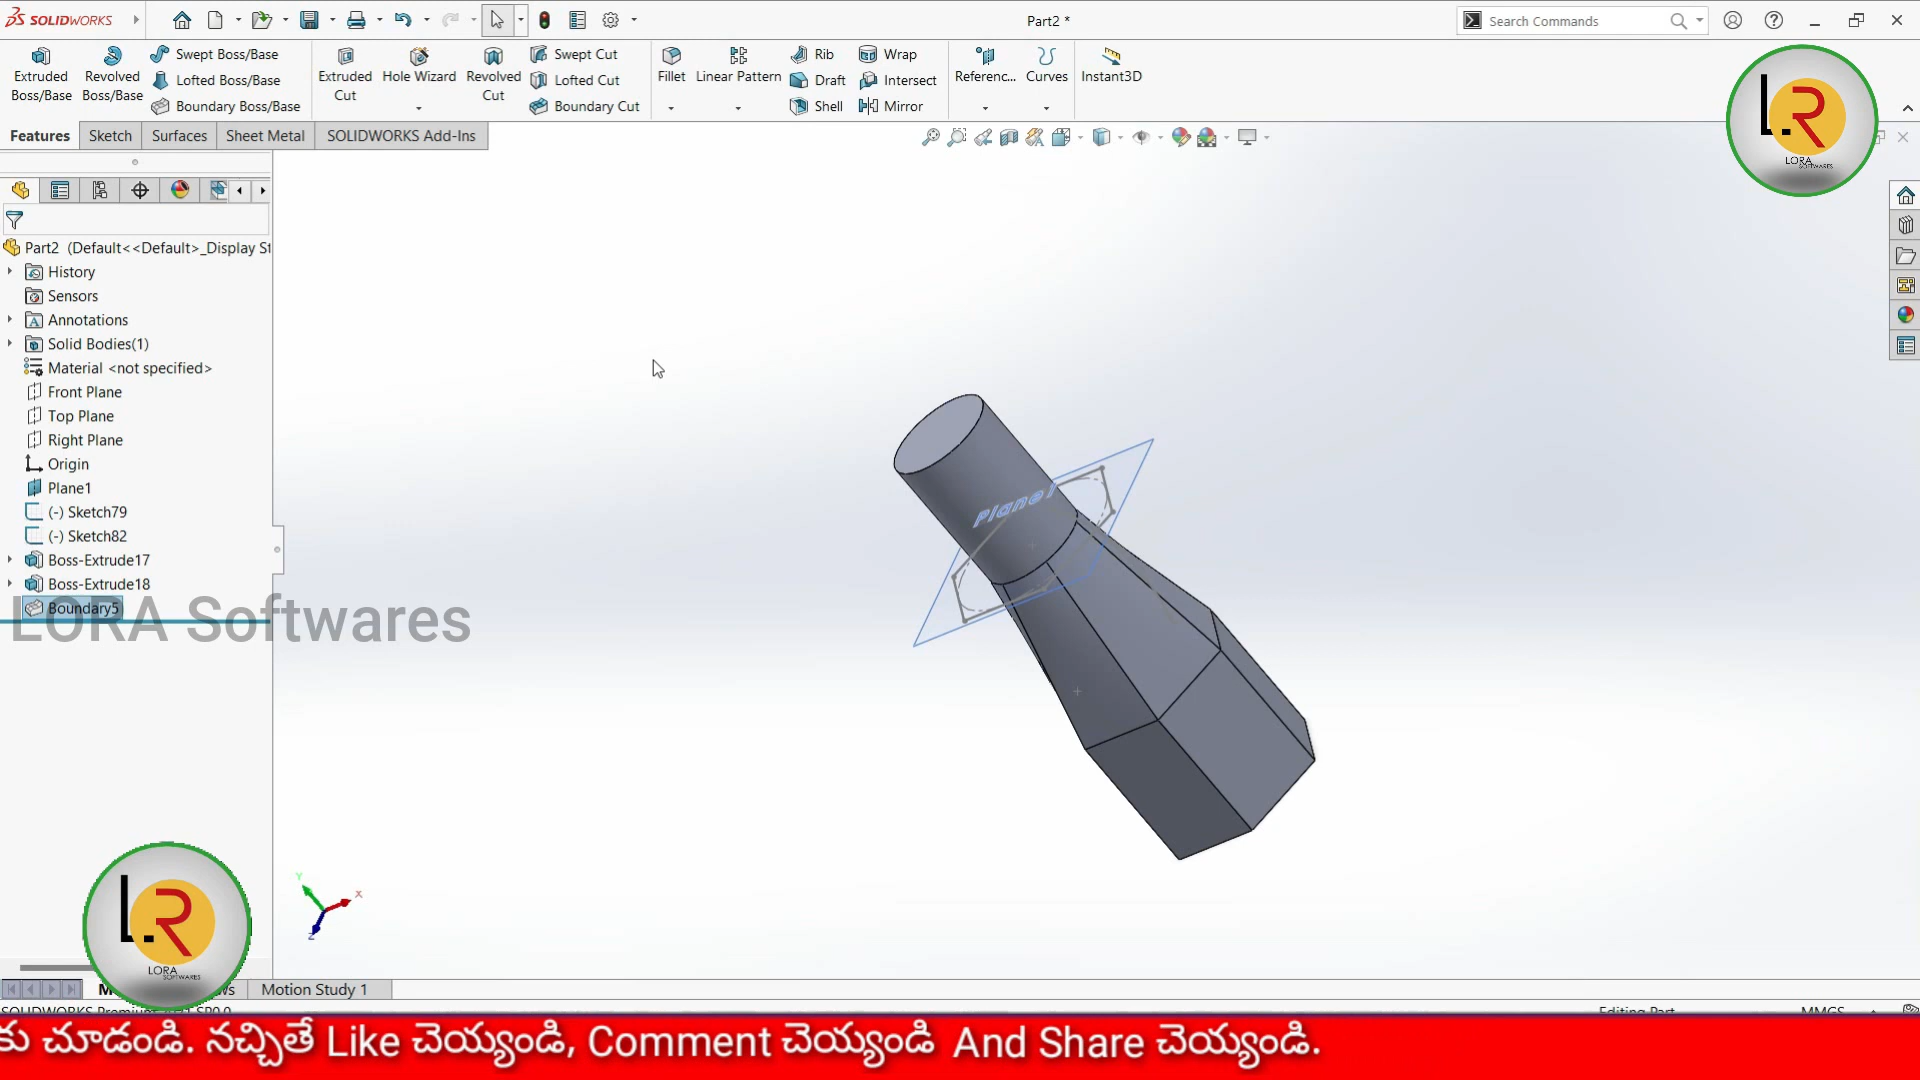 SOLIDWORKS
Part2 *
Search Commands
Extruded Boss/Base
Revolved Boss/Base
Swept Boss/Base
Lofted Boss/Base
Boundary Boss/Base
Extruded Cut
Hole Wizard
Revolved Cut
Swept Cut
Lofted Cut
Boundary Cut
Fillet
Linear Pattern
Rib
Draft
Shell
Wrap
Intersect
Mirror
Referenc...
Curves
Instant3D
L.R
LORA
SOFTWARES
Features
Sketch
Surfaces
Sheet Metal
SOLIDWORKS Add-Ins
Part2 (Default<<Default>_Display St
History
Sensors
Annotations
Solid Bodies(1)
Material <not specified>
Front Plane
Top Plane
Right Plane
Origin
Plane1
(-) Sketch79
(-) Sketch82
Boss-Extrude17
Boss-Extrude18
Boundary5
LORA Softwares
Plane1
Y
X
Z
L.R
LORA
SOFTWARES
Motion Study 1
SOLIDWORKS Premium
Editing Part
MMGS
కు చూడండి. నచ్చితే Like చెయ్యండి, Comment చెయ్యండి And Share చెయ్యండి.